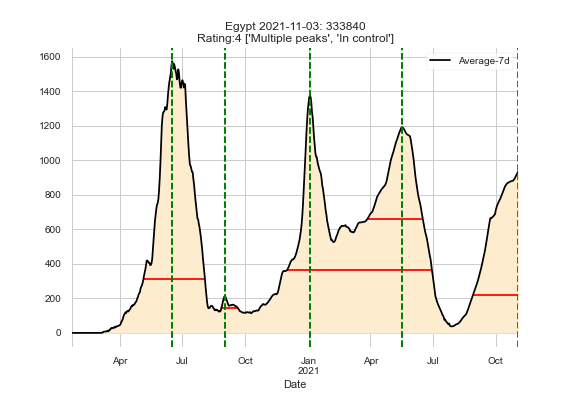 Egypt 2021-11-03: 333840
Rating:4 ['Multiple peaks', 'In control']
Average-7d
1600
1400
1200
1000
800
600
400
200
0
Apr Jul Oct Jan Apr Jul Oct
2021
Date